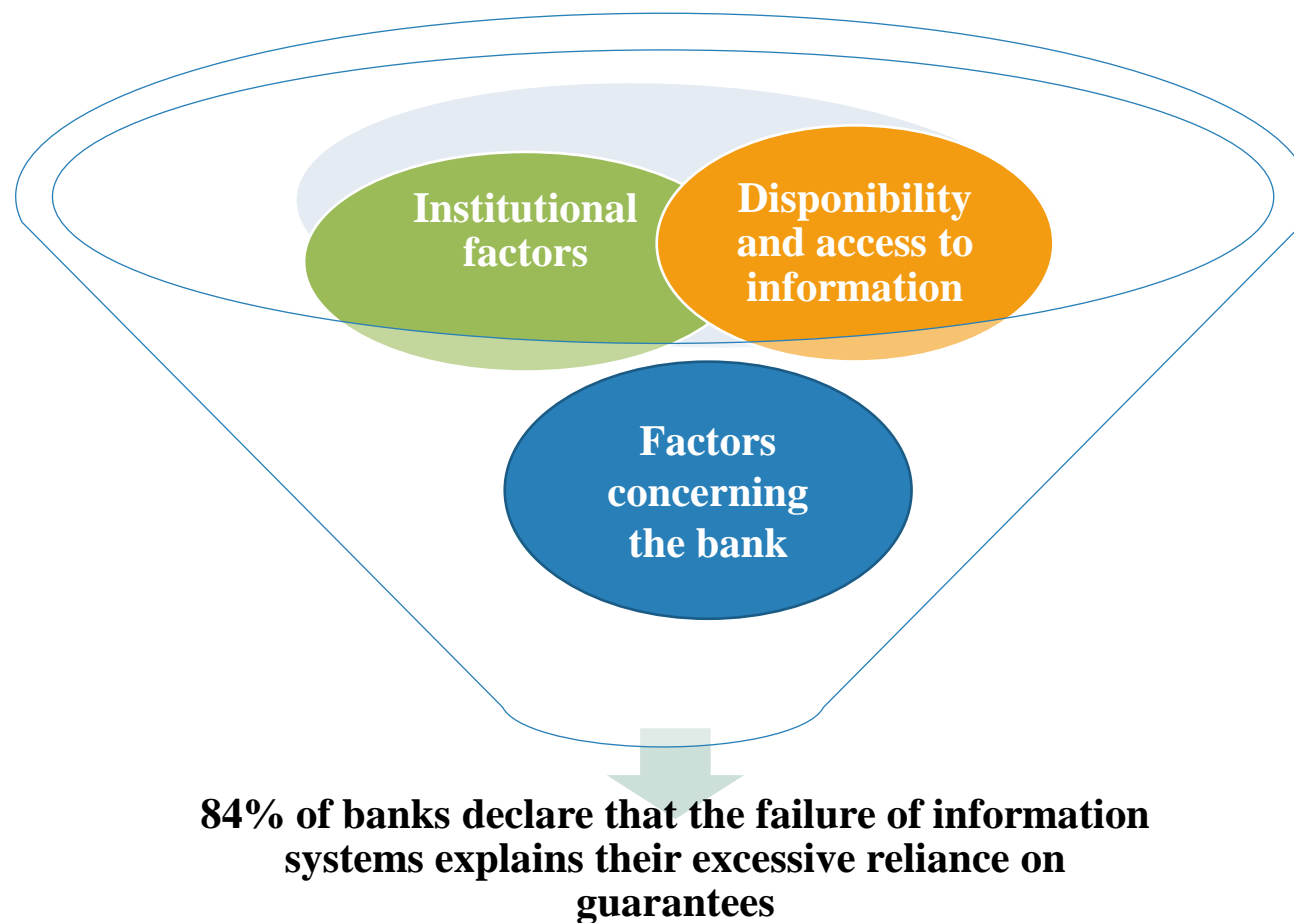 Institutional
factors
Disponibility
and access to
information
Factors
concerning
the bank
84% of banks declare that the failure of information
systems explains their excessive reliance on
guarantees